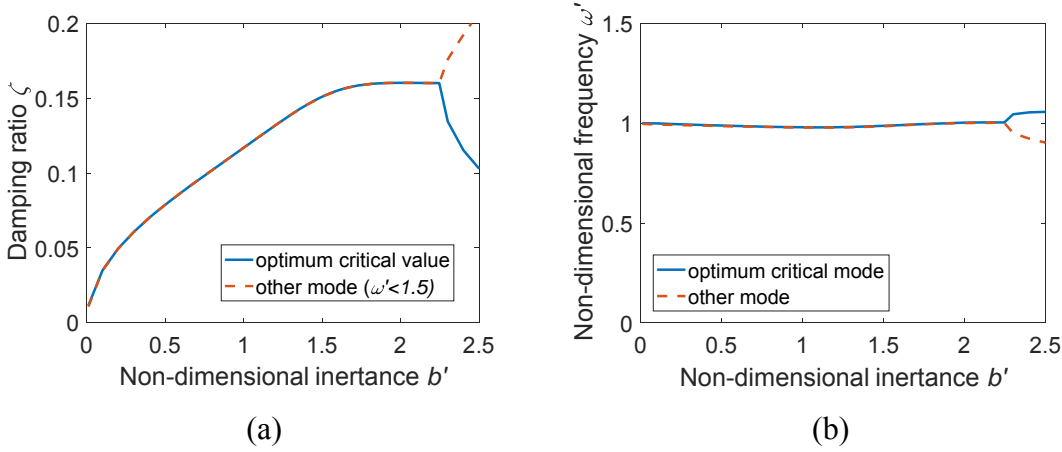 0.2
0.15
0.1
0.05
0
Damping ratio ζ
optimum critical value
other mode (ω'<1.5)
0 0.5 1 1.5 2 2.5
Non-dimensional inertance b'
(a)
1.5
1
0.5
0
Non-dimensional frequency ω'
optimum critical mode
other mode
0 0.5 1 1.5 2 2.5
Non-dimensional inertance b'
(b)